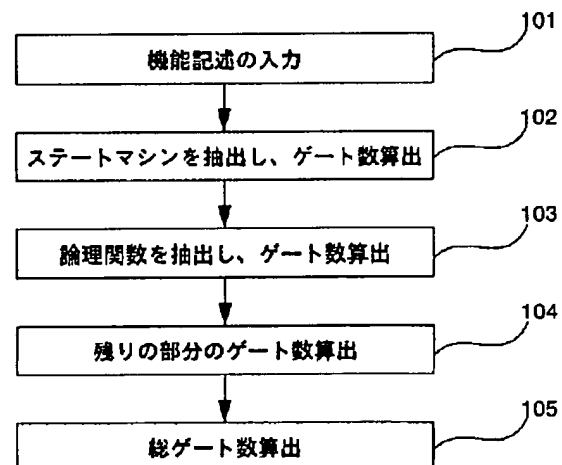 101
機能記述の入力
102
ステートマシンを抽出し、ゲート数算出
103
論理関数を抽出し、ゲート数算出
104
残りの部分のゲート数算出
105
総ゲート数算出